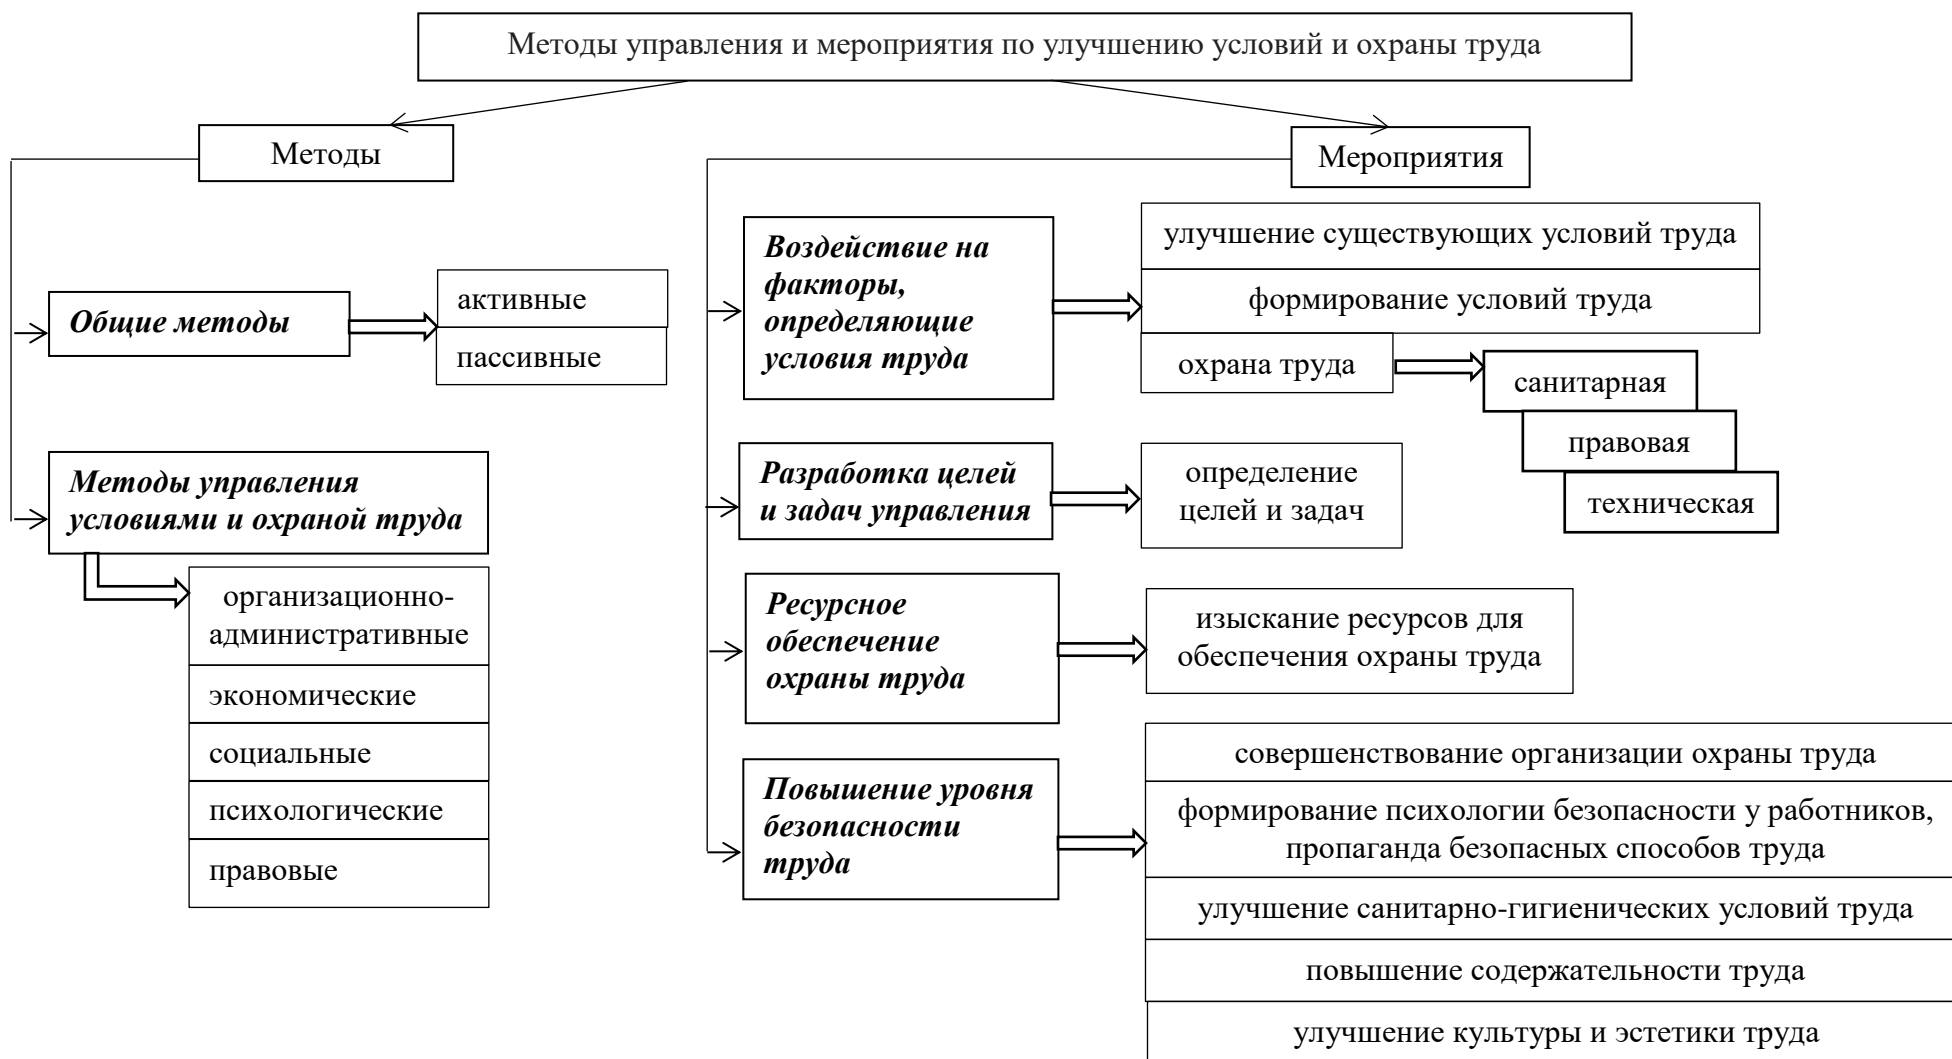 Методы управления и мероприятия по улучшению условий и охраны труда
Методы
Мероприятия
Общие методы
активные
пассивные
Методы управления
условиями и охраной труда
организационно-
административные
экономические
социальные
психологические
правовые
Воздействие на
факторы,
определяющие
условия труда
улучшение существующих условий труда
формирование условий труда
охрана труда
санитарная
правовая
техническая
Разработка целей
и задач управления
определение
целей и задач
Ресурсное
обеспечение
охраны труда
изыскание ресурсов для
обеспечения охраны труда
Повышение уровня
безопасности
труда
совершенствование организации охраны труда
формирование психологии безопасности у работников,
пропаганда безопасных способов труда
улучшение санитарно-гигиенических условий труда
повышение содержательности труда
улучшение культуры и эстетики труда